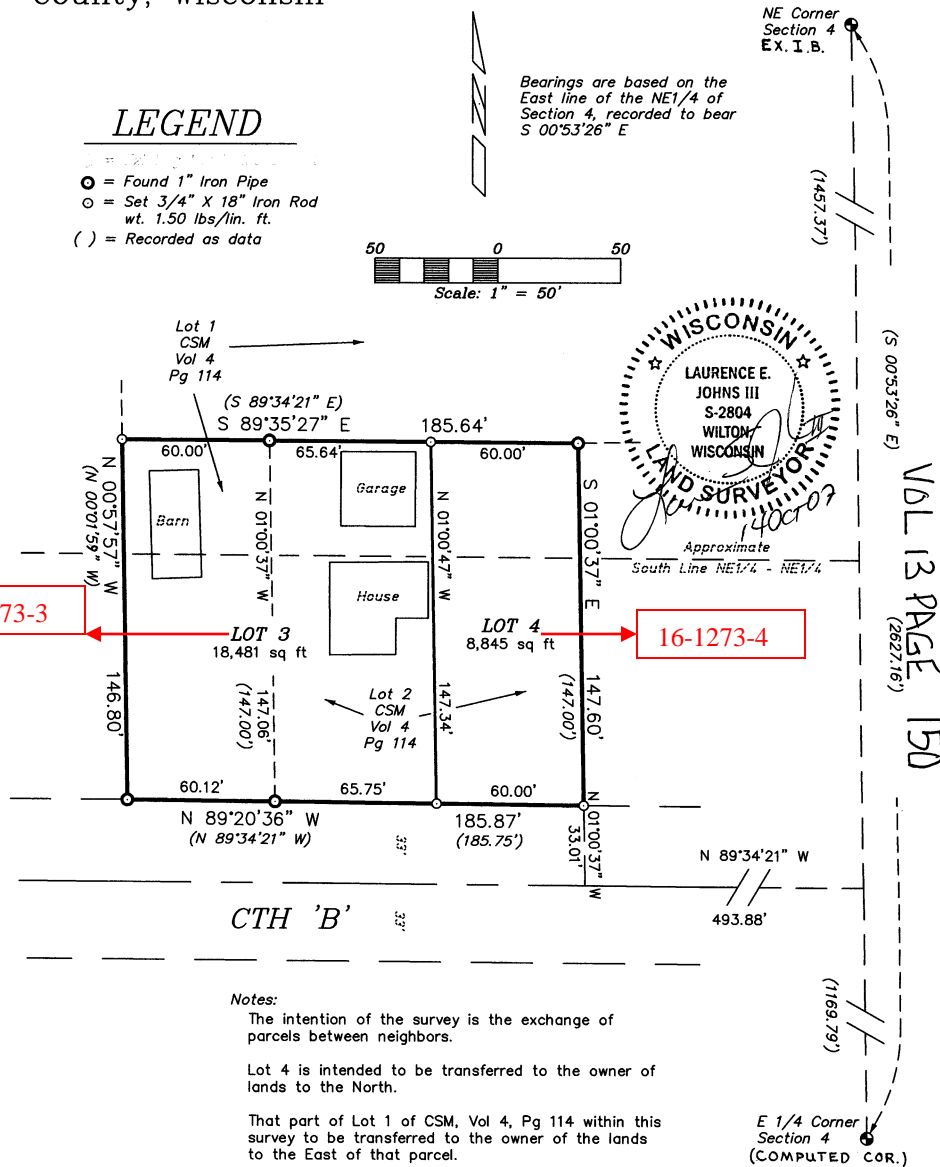 County, Wisconsin
NE Corner
Section 4
EX. I.B.
Bearings are based on the
East line of the NE1/4 of
Section 4, recorded to bear
S 00°53'26" E
LEGEND
= Found 1" Iron Pipe
= Set 3/4" X 18" Iron Rod
wt. 1.50 lbs/lin. ft.
( ) = Recorded as data
N
(1457.37')
50 0 50
Scale: 1" = 50'
Lot 1
CSM
Vol 4
Pg 114
WISCONSIN
LAURENCE E.
JOHNS III
S-2804
WILTON
WISCONSIN
LAND SURVEYOR
14 OCT 07
(S 00°53'26" E)
(S 89°34'21" E)
S 89°35'27" E 185.64'
60.00' 65.64' 60.00'
N 00°57'57" W
(N 00°01'59" W)
Barn
N 01°00'37" W
Garage
N 01°00'47" W
S 01°00'37" E
Approximate
South Line NE1/4 - NE1/4
VOL 13 PAGE 150
(2627.16')
House
73-3
LOT 3
18,481 sq ft
LOT 4
8,845 sq ft
16-1273-4
146.80'
147.06'
(147.00')
Lot 2
CSM
Vol 4
Pg 114
147.34'
147.60'
(147.00')
60.12' 65.75' 60.00'
N 89°20'36" W 185.87'
(N 89°34'21" W) (185.75')
N 01°00'37" W
33.01'
33'
N 89°34'21" W
493.88'
CTH 'B'
33'
(1169.79')
Notes:
The intention of the survey is the exchange of
parcels between neighbors.
Lot 4 is intended to be transferred to the owner of
lands to the North.
That part of Lot 1 of CSM, Vol 4, Pg 114 within this
survey to be transferred to the owner of the lands
to the East of that parcel.
E 1/4 Corner
Section 4
(COMPUTED COR.)